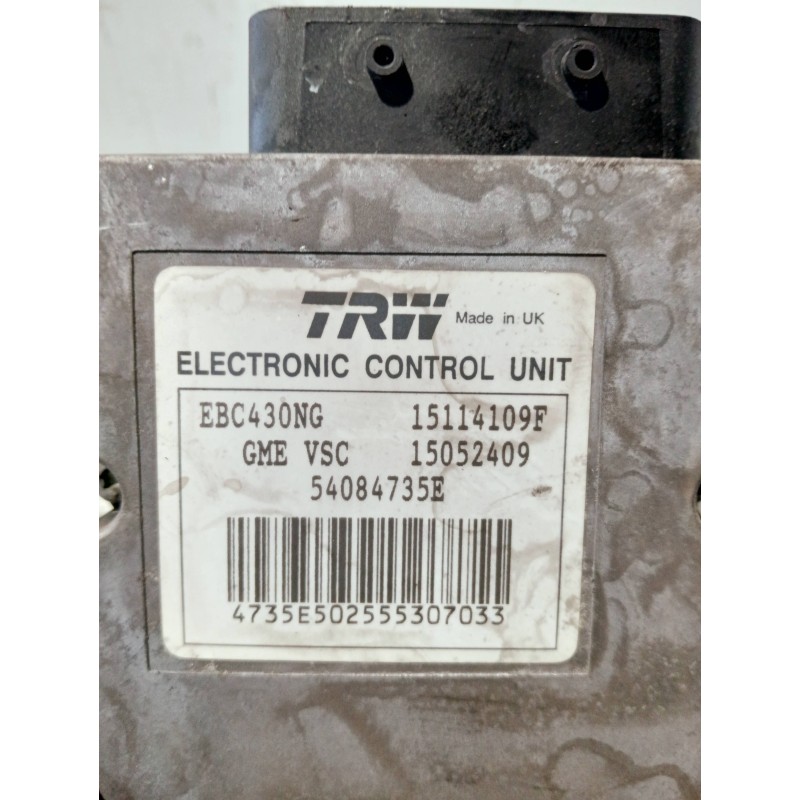 TRW Made in UK
ELECTRONIC CONTROL UNIT
EBC430NG 15114109F
GME VSC 15052409
54084735E
4735E502555307033